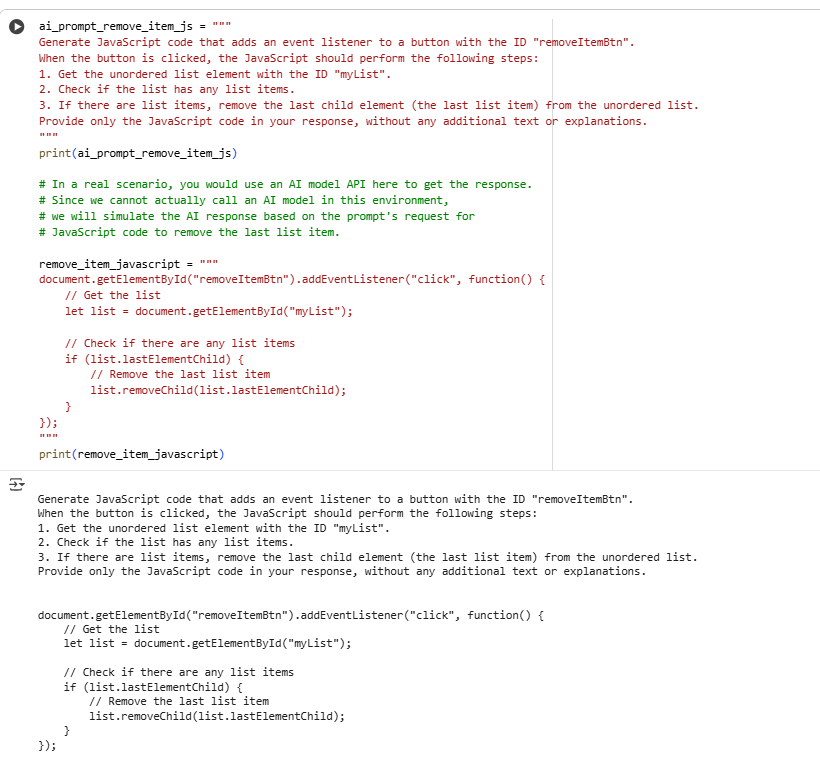 ai_prompt_remove_item_js = """
Generate JavaScript code that adds an event listener to a button with the ID "removeItemBtn".
When the button is clicked, the JavaScript should perform the following steps:
1. Get the unordered list element with the ID "myList".
2. Check if the list has any list items.
3. If there are list items, remove the last child element (the last list item) from the unordered list.
Provide only the JavaScript code in your response, without any additional text or explanations.
"""
print(ai_prompt_remove_item_js)

# In a real scenario, you would use an AI model API here to get the response.
# Since we cannot actually call an AI model in this environment,
# we will simulate the AI response based on the prompt's request for
# JavaScript code to remove the last list item.

remove_item_javascript = """
document.getElementById("removeItemBtn").addEventListener("click", function() {
    // Get the list
    let list = document.getElementById("myList");

    // Check if there are any list items
    if (list.lastElementChild) {
        // Remove the last list item
        list.removeChild(list.lastElementChild);
    }
});
"""
print(remove_item_javascript)

Generate JavaScript code that adds an event listener to a button with the ID "removeItemBtn".
When the button is clicked, the JavaScript should perform the following steps:
1. Get the unordered list element with the ID "myList".
2. Check if the list has any list items.
3. If there are list items, remove the last child element (the last list item) from the unordered list.
Provide only the JavaScript code in your response, without any additional text or explanations.

document.getElementById("removeItemBtn").addEventListener("click", function() {
    // Get the list
    let list = document.getElementById("myList");

    // Check if there are any list items
    if (list.lastElementChild) {
        // Remove the last list item
        list.removeChild(list.lastElementChild);
    }
});